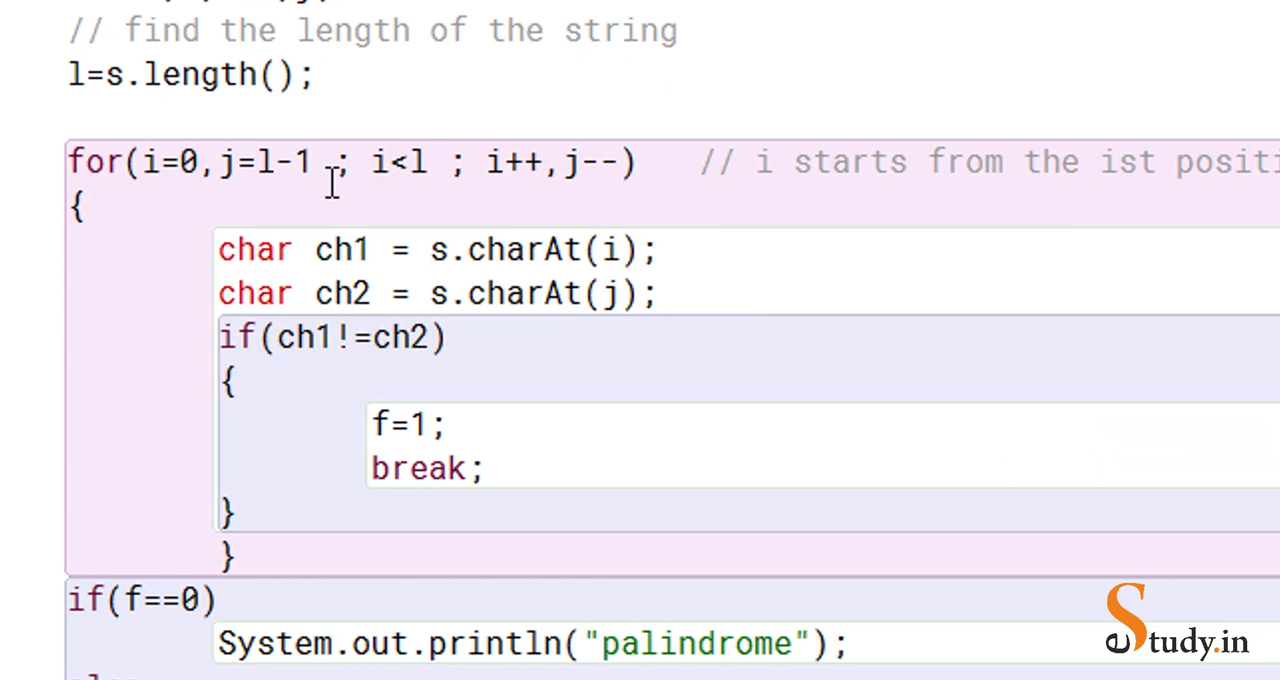 // find the length of the string
l=s.length();
for(i=0,j=l-1 ; i<l ; i++,j--) // i starts from the ist positi
{
char ch1 = s.charAt(i);
char ch2 = s.charAt(j);
if(ch1!=ch2)
{
f=1;
break;
}
}
if(f==0)
System.out.println("palindrome");
eStudy.in